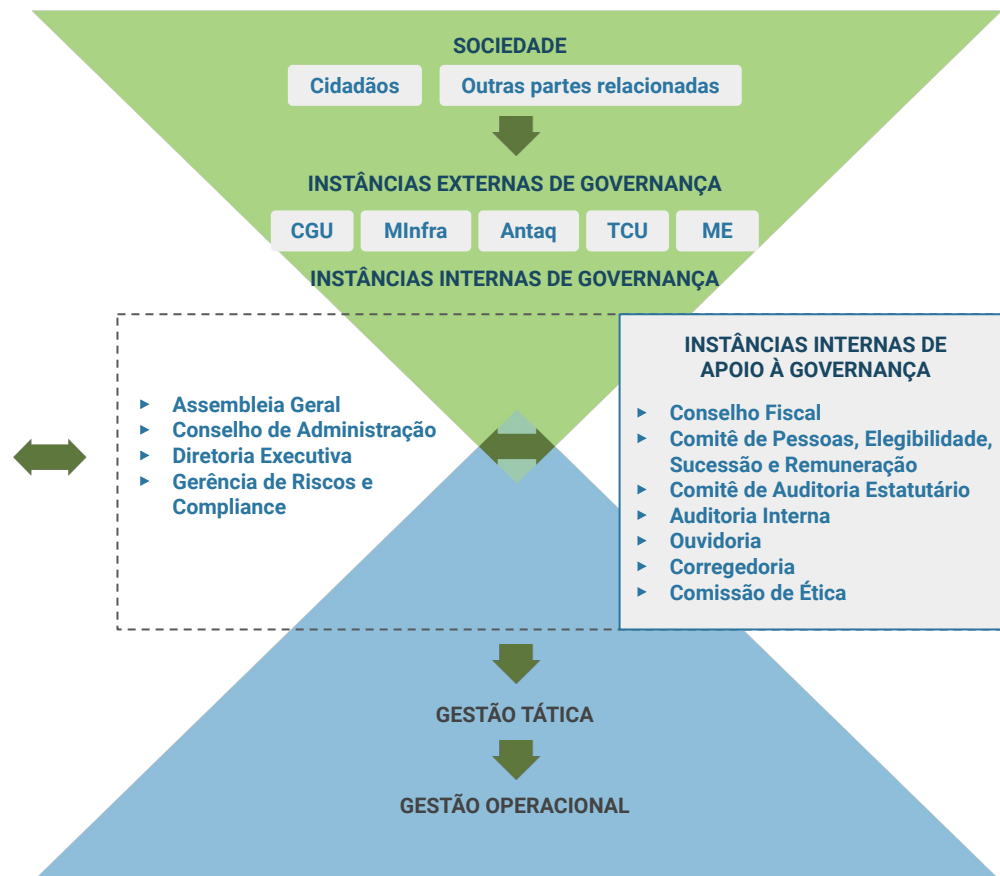 SOCIEDADE
Cidadãos
Outras partes relacionadas
INSTÂNCIAS EXTERNAS DE GOVERNANÇA
CGU
MInfra
Antaq
TCU
ME
INSTÂNCIAS INTERNAS DE GOVERNANÇA
Assembleia Geral
Conselho de Administração
Diretoria Executiva
Gerência de Riscos e
Compliance
INSTÂNCIAS INTERNAS DE
APOIO À GOVERNANÇA
Conselho Fiscal
Comitê de Pessoas, Elegibilidade,
Sucessão e Remuneração
Comitê de Auditoria Estatutário
Auditoria Interna
Ouvidoria
Corregedoria
Comissão de Ética
GESTÃO TÁTICA
GESTÃO OPERACIONAL